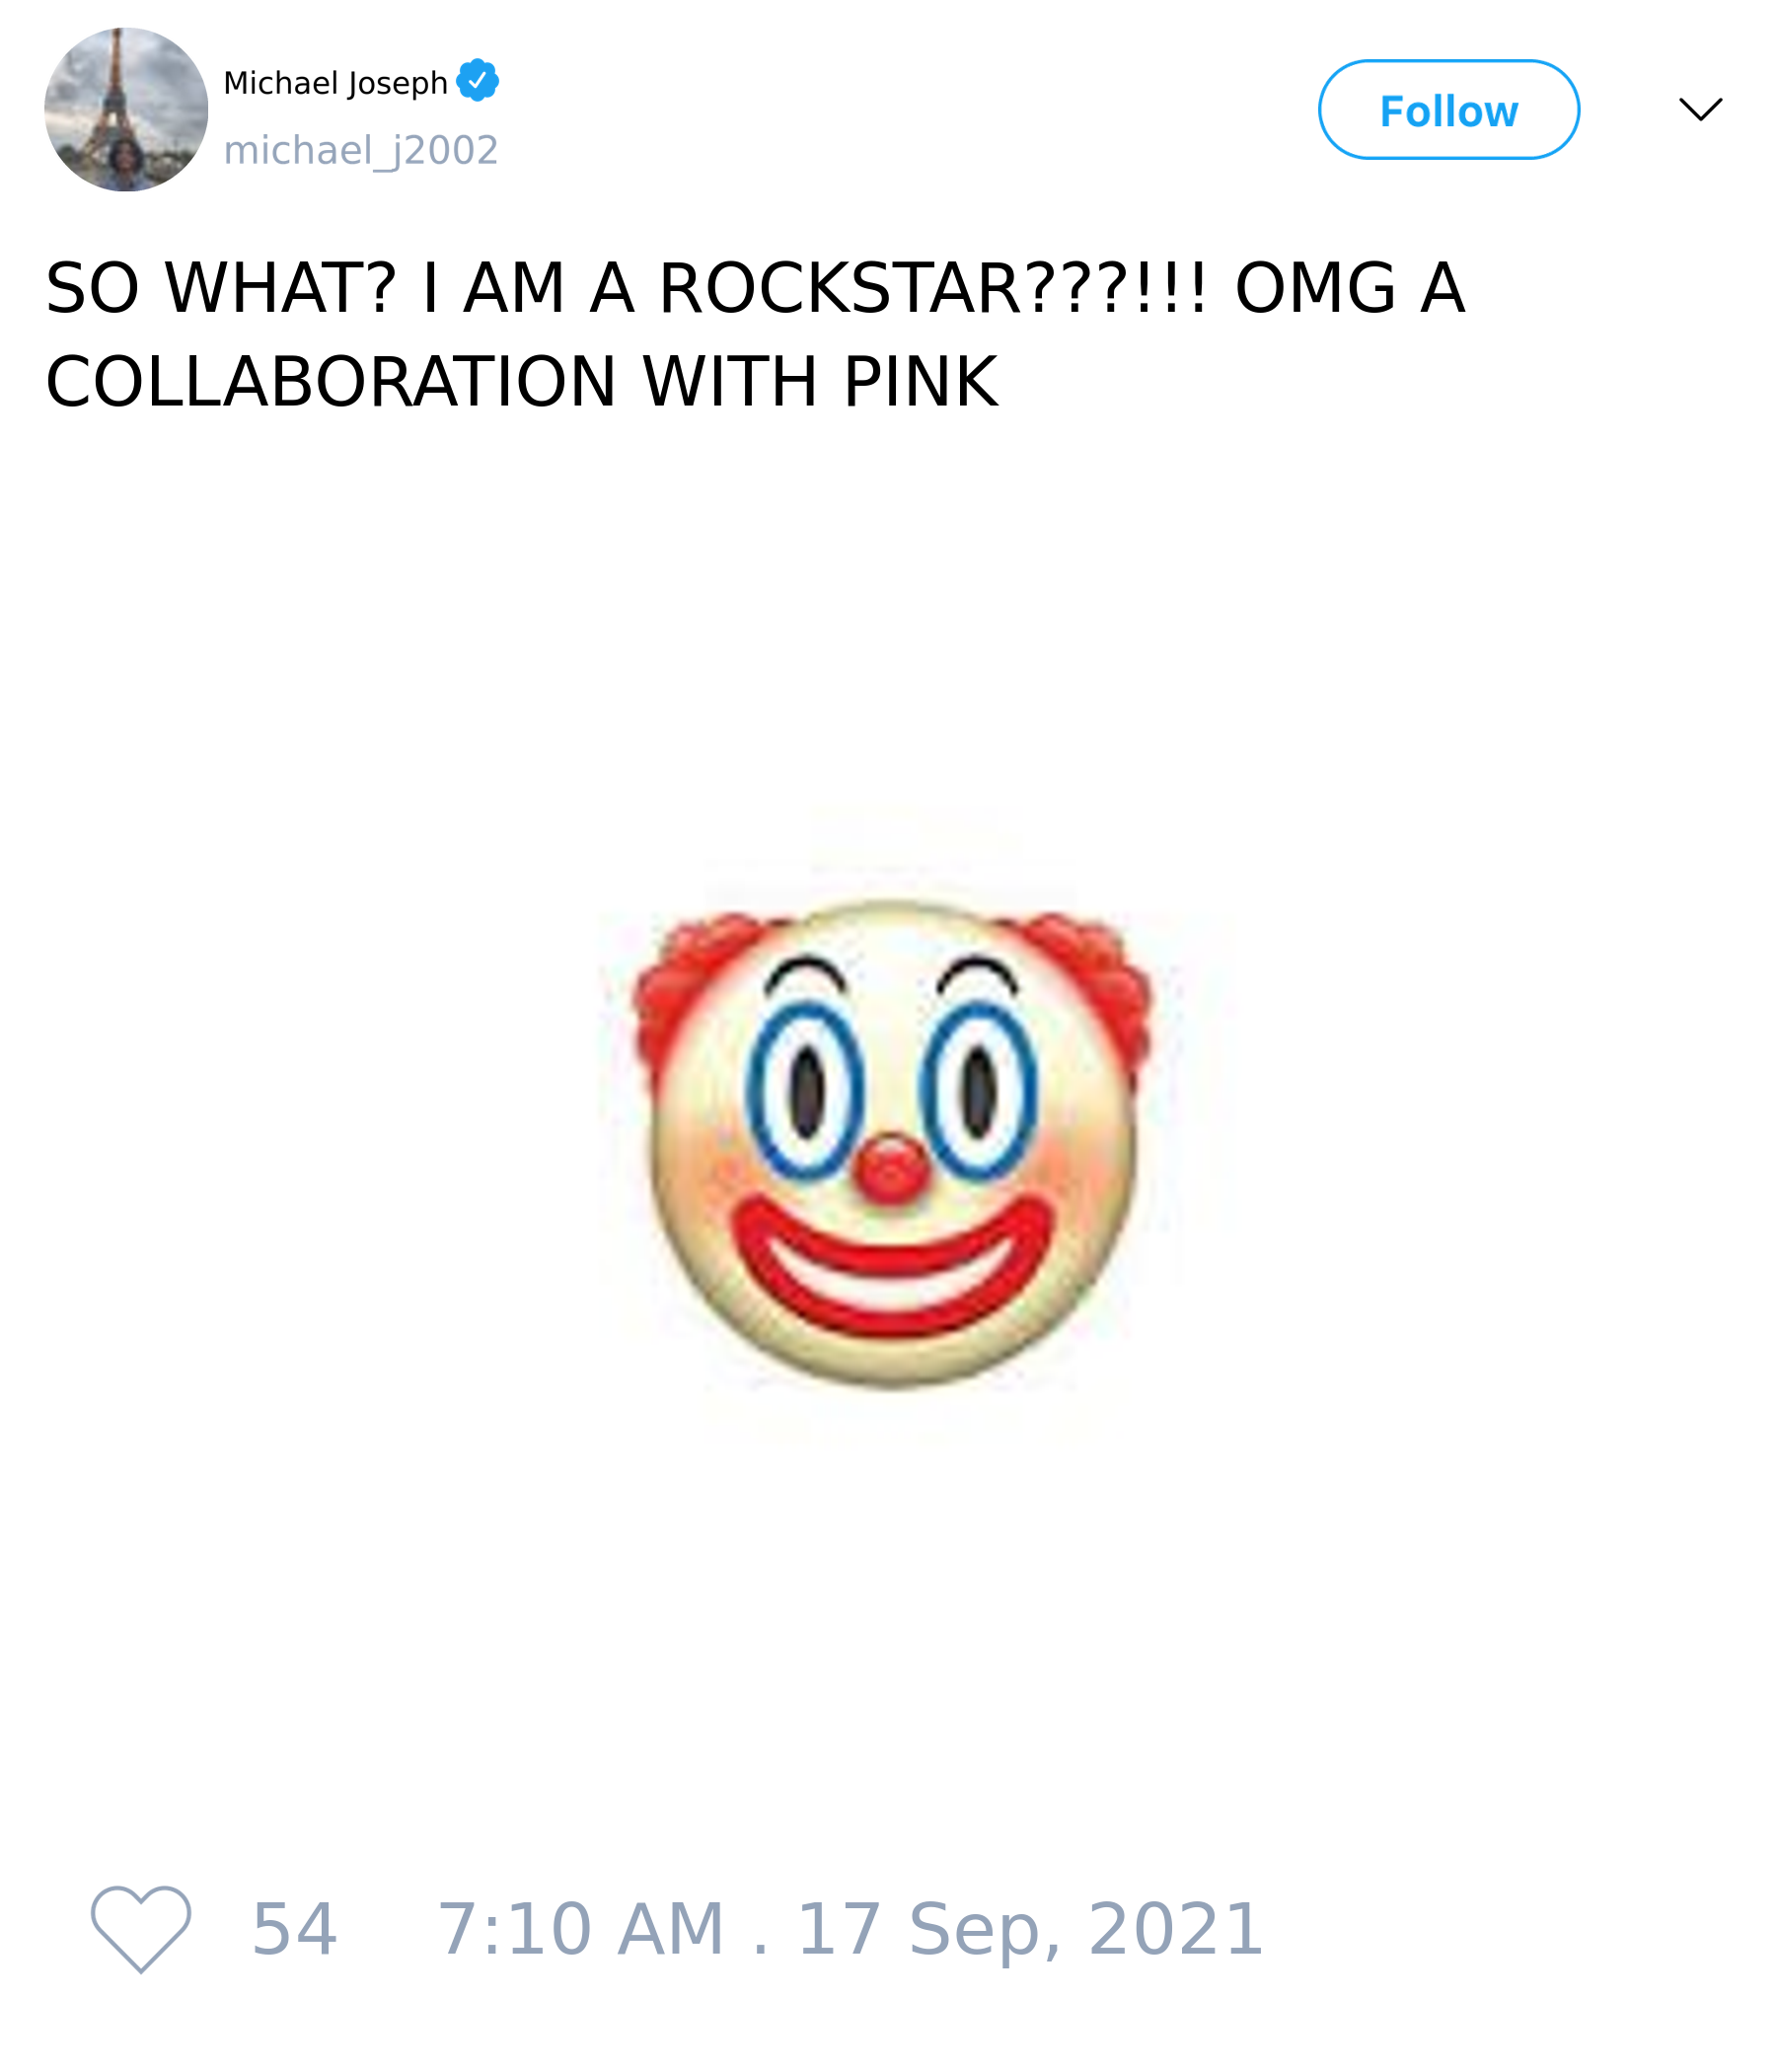 Michael Joseph
michael_j2002
Follow
SO WHAT? I AM A ROCKSTAR???!!! OMG A
COLLABORATION WITH PINK
54 7:10 AM . 17 Sep, 2021